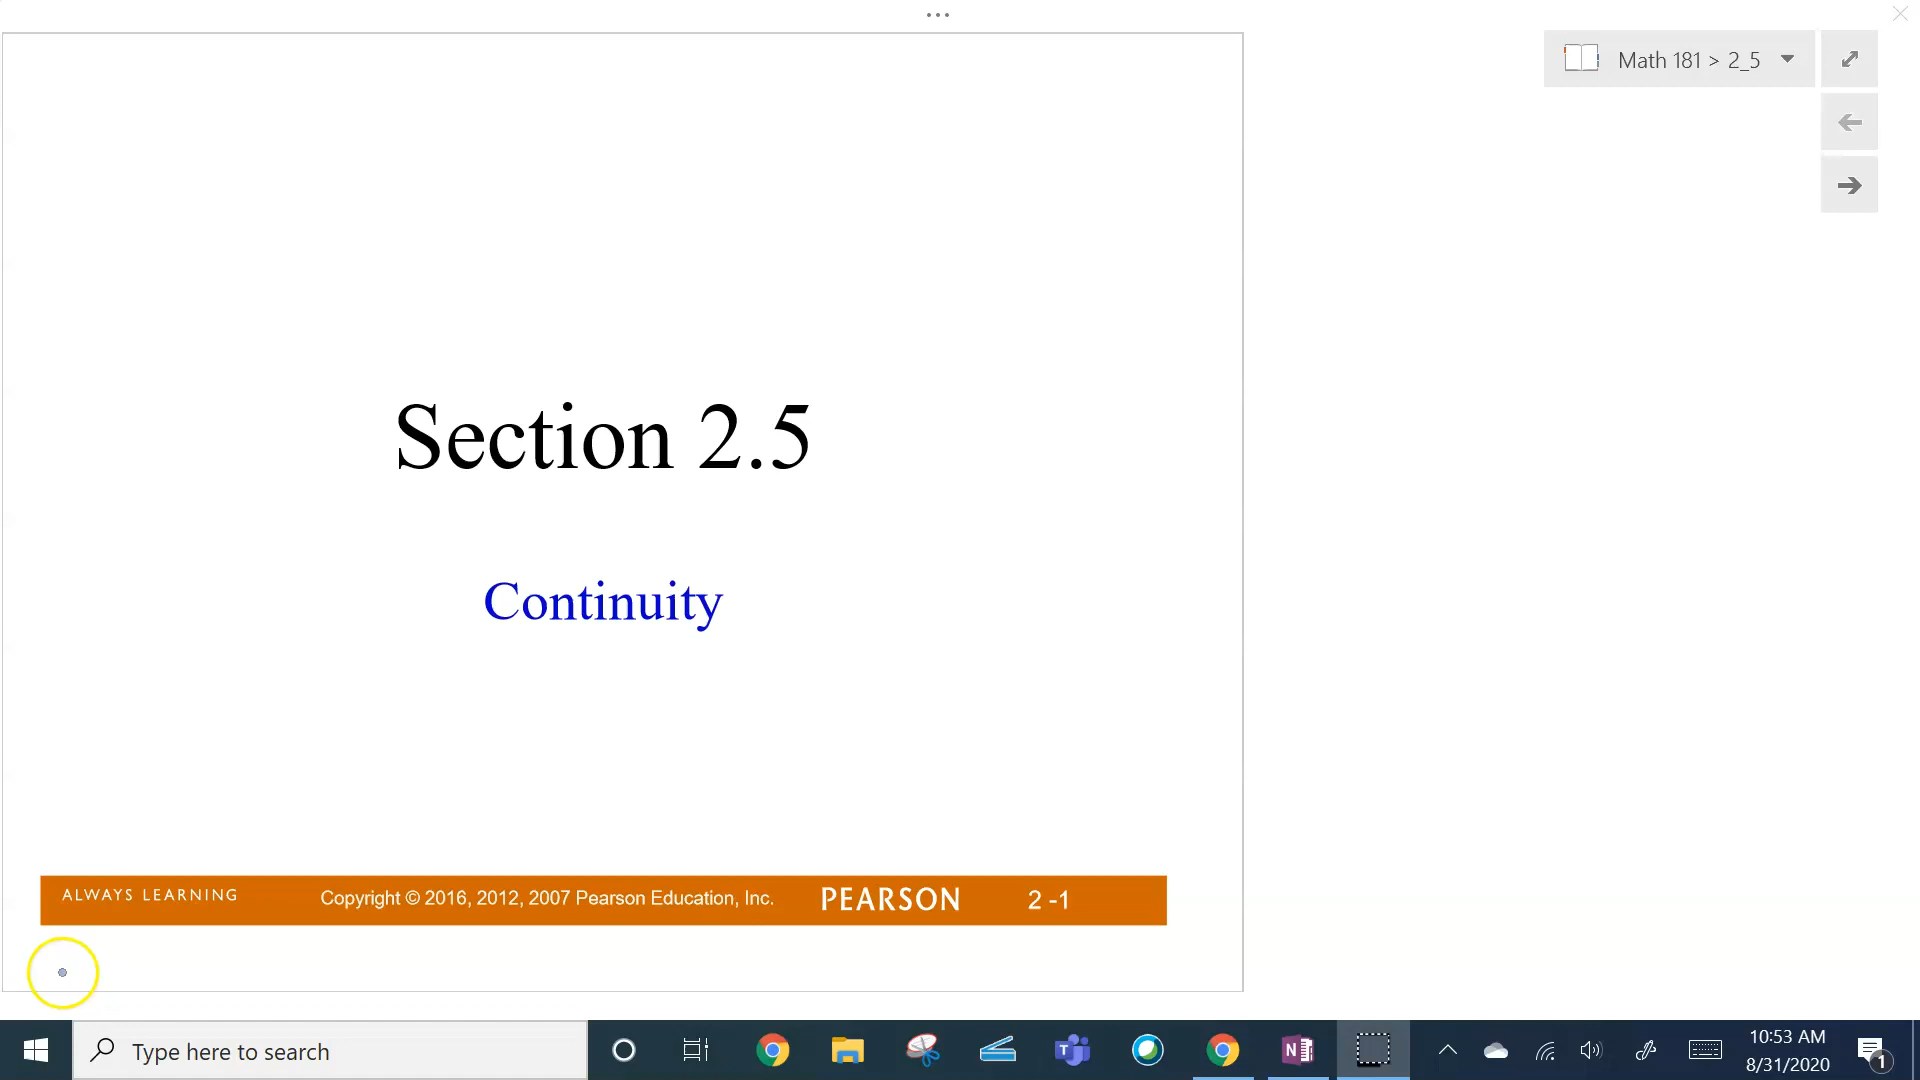 Math 181 > 2_5
Section 2.5
Continuity
ALWAYS LEARNING Copyright © 2016, 2012, 2007 Pearson Education, Inc. PEARSON 2 -1
Type here to search
10:53 AM
8/31/2020
1